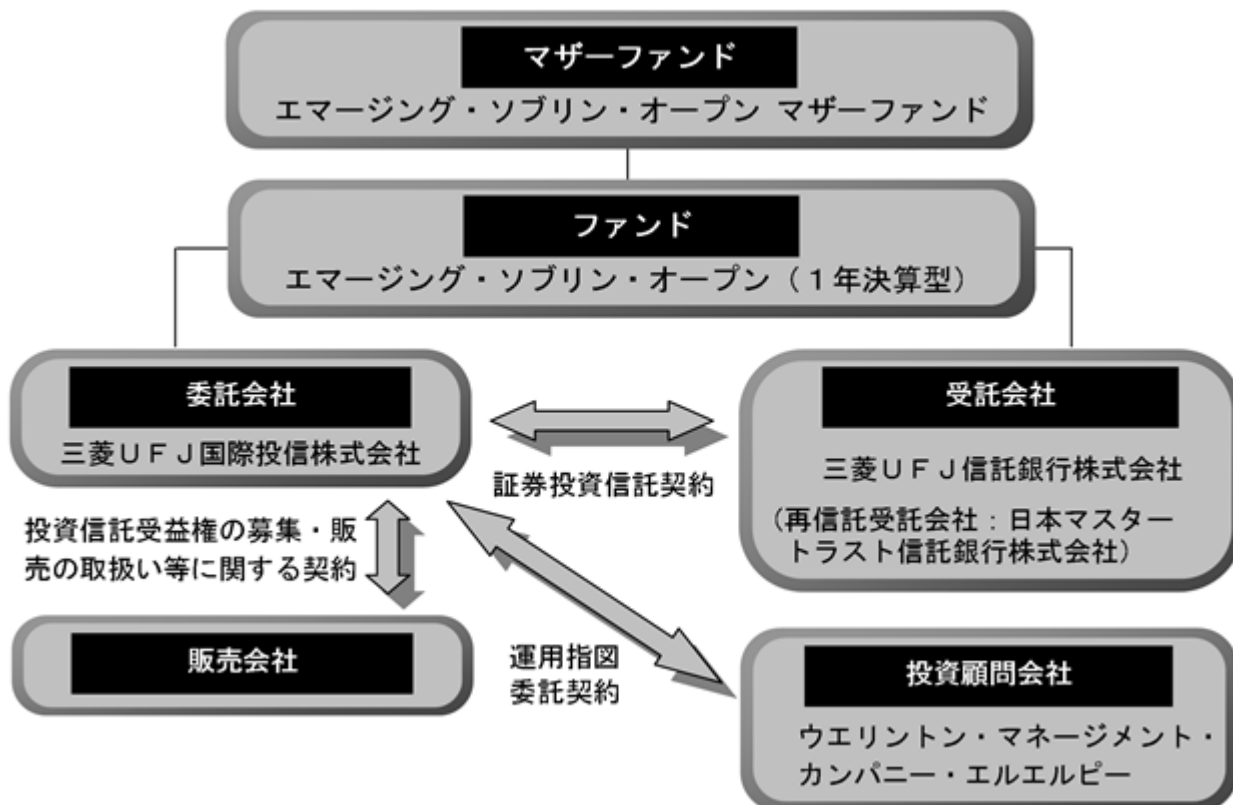 マザーファンド
エマージング・ソブリン・オープン マザーファンド
ファンド
エマージング・ソブリン・オープン（１年決算型）
委託会社
三菱ＵＦＪ国際投信株式会社
証券投資信託契約
受託会社
三菱ＵＦＪ信託銀行株式会社
（再信託受託会社：日本マスター
トラスト信託銀行株式会社）
投資信託受益権の募集・販
売の取扱い等に関する契約
販売会社
運用指図
委託契約
投資顧問会社
ウエリントン・マネージメント・
カンパニー・エルエルピー